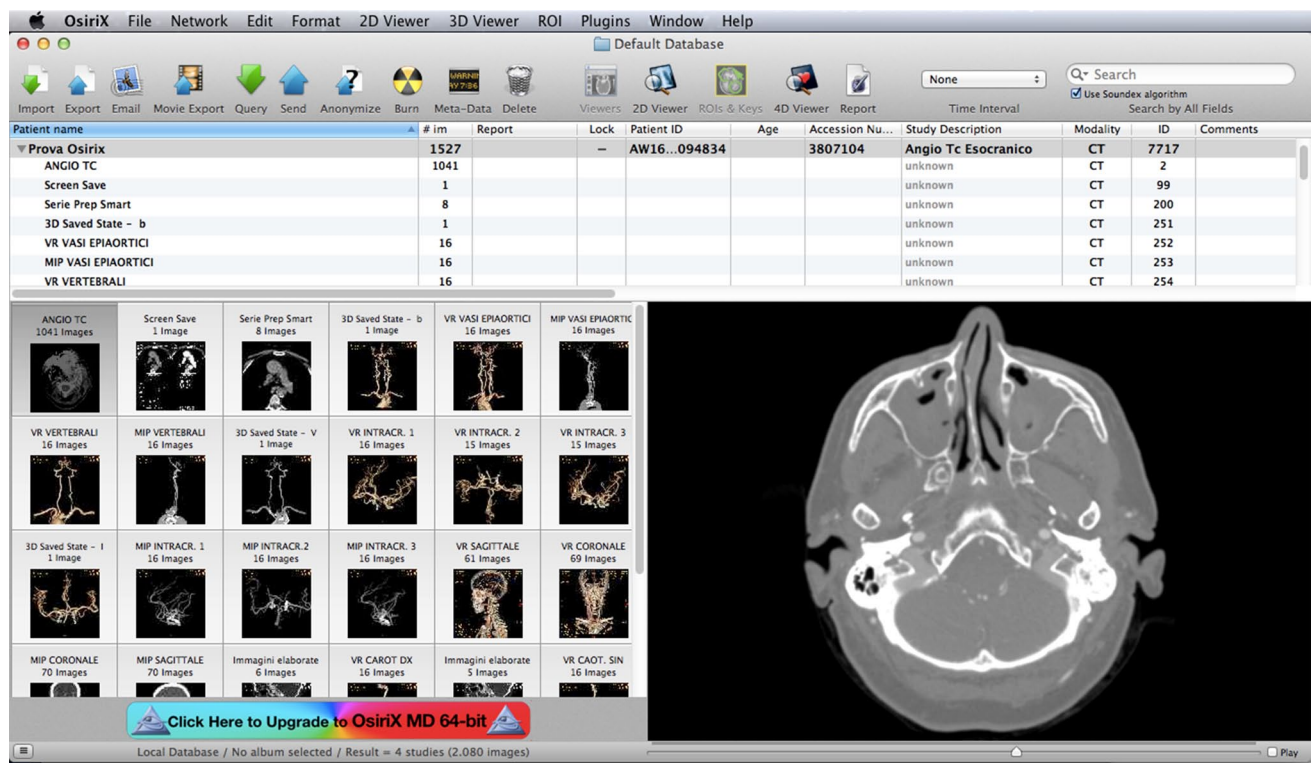 OsiriX File Network Edit Format 2D Viewer 3D Viewer ROI Plugins Window Help
Default Database
None
Search
Use Soundex algorithm
Import Export Email Movie Export Query Send Anonymize Burn Meta-Data Delete Viewers 2D Viewer ROIs & Keys 4D Viewer Report Time Interval Search by All Fields
Patient name # im Report Lock Patient ID Age Accession Nu... Study Description Modality ID Comments
Prova Osirix 1527 – AW16...094834 3807104 Angio Tc Esocranico CT 7717
ANGIO TC 1041 unknown CT 2
Screen Save 1 unknown CT 99
Serie Prep Smart 8 unknown CT 200
3D Saved State - b 1 unknown CT 251
VR VASI EPIAORTICI 16 unknown CT 252
MIP VASI EPIAORTICI 16 unknown CT 253
VR VERTEBRALI 16 unknown CT 254
ANGIO TC Screen Save Serie Prep Smart 3D Saved State - b VR VASI EPIAORTICI MIP VASI EPIAORTIC
1041 Images 1 Image 8 Images 1 Image 16 Images 16 Images
VR VERTEBRALI MIP VERTEBRALI 3D Saved State - V VR INTRACR. 1 VR INTRACR. 2 VR INTRACR. 3
16 Images 16 Images 1 Image 16 Images 15 Images 15 Images
3D Saved State - I MIP INTRACR. 1 MIP INTRACR.2 MIP INTRACR. 3 VR SAGITTALE VR CORONALE
1 Image 16 Images 16 Images 16 Images 61 Images 69 Images
MIP CORONALE MIP SAGITTALE Immagini elaborate VR CAROT DX Immagini elaborate VR CAOT. SIN
70 Images 70 Images 6 Images 16 Images 5 Images 16 Images
Click Here to Upgrade to OsiriX MD 64-bit
Local Database / No album selected / Result = 4 studies (2.080 images)
Play